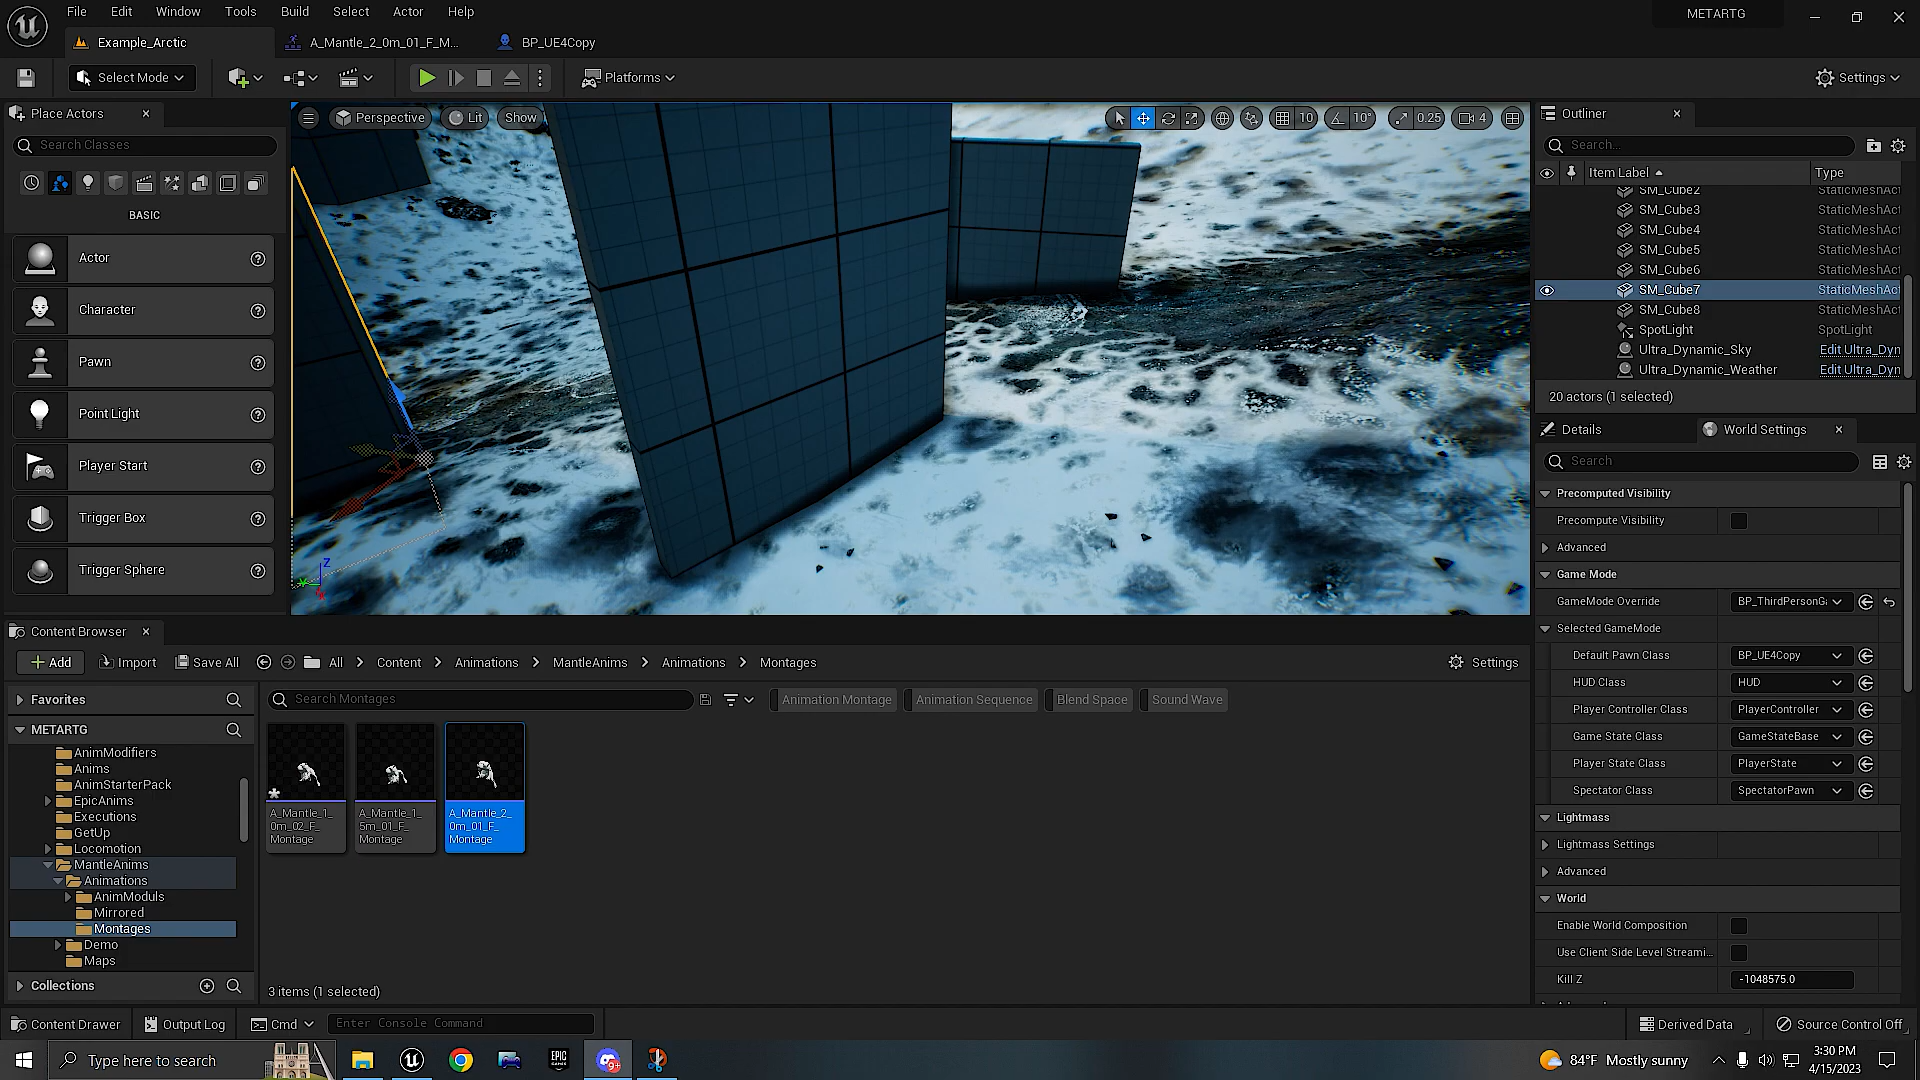 File Edit Window Tools Build Select Actor Help
METARTG
Example_Arctic
A_Mantle_2_0m_01_F_M...
BP_UE4Copy
Select Mode
Platforms
Settings
Place Actors
Search Classes
BASIC
Actor
Character
Pawn
Point Light
Player Start
Trigger Box
Trigger Sphere
Perspective
Lit
Show
10
10°
0.25
4
Z
Outliner
Search...
Item Label
Type
SM_Cube2 StaticMeshAct
SM_Cube3 StaticMeshAct
SM_Cube4 StaticMeshAct
SM_Cube5 StaticMeshAct
SM_Cube6 StaticMeshAct
SM_Cube7 StaticMeshAct
SM_Cube8 StaticMeshAct
SpotLight SpotLight
Ultra_Dynamic_Sky Edit Ultra_Dyn
Ultra_Dynamic_Weather Edit Ultra_Dyn
20 actors (1 selected)
Details
World Settings
Search
Precomputed Visibility
Precompute Visibility
Advanced
Game Mode
GameMode Override BP_ThirdPersonGa
Selected GameMode
Default Pawn Class BP_UE4Copy
HUD Class HUD
Player Controller Class PlayerController
Game State Class GameStateBase
Player State Class PlayerState
Spectator Class SpectatorPawn
Lightmass
Lightmass Settings
Advanced
World
Enable World Composition
Use Client Side Level Streami...
Kill Z -1048575.0
Content Browser
Add
Import
Save All
All
Content
Animations
MantleAnims
Animations
Montages
Settings
Favorites
Search Montages
Animation Montage
Animation Sequence
Blend Space
Sound Wave
METARTG
AnimModifiers
Anims
AnimStarterPack
EpicAnims
Executions
GetUp
Locomotion
MantleAnims
Animations
AnimModuls
Mirrored
Montages
Demo
Maps
Collections
A_Mantle_1_
0m_02_F_
Montage
A_Mantle_1_
5m_01_F_
Montage
A_Mantle_2_
0m_01_F_
Montage
3 items (1 selected)
Content Drawer
Output Log
Cmd
Enter Console Command
Derived Data
Source Control Off
Type here to search
EPIC
GAMES
84°F Mostly sunny
3:30 PM
4/15/2023